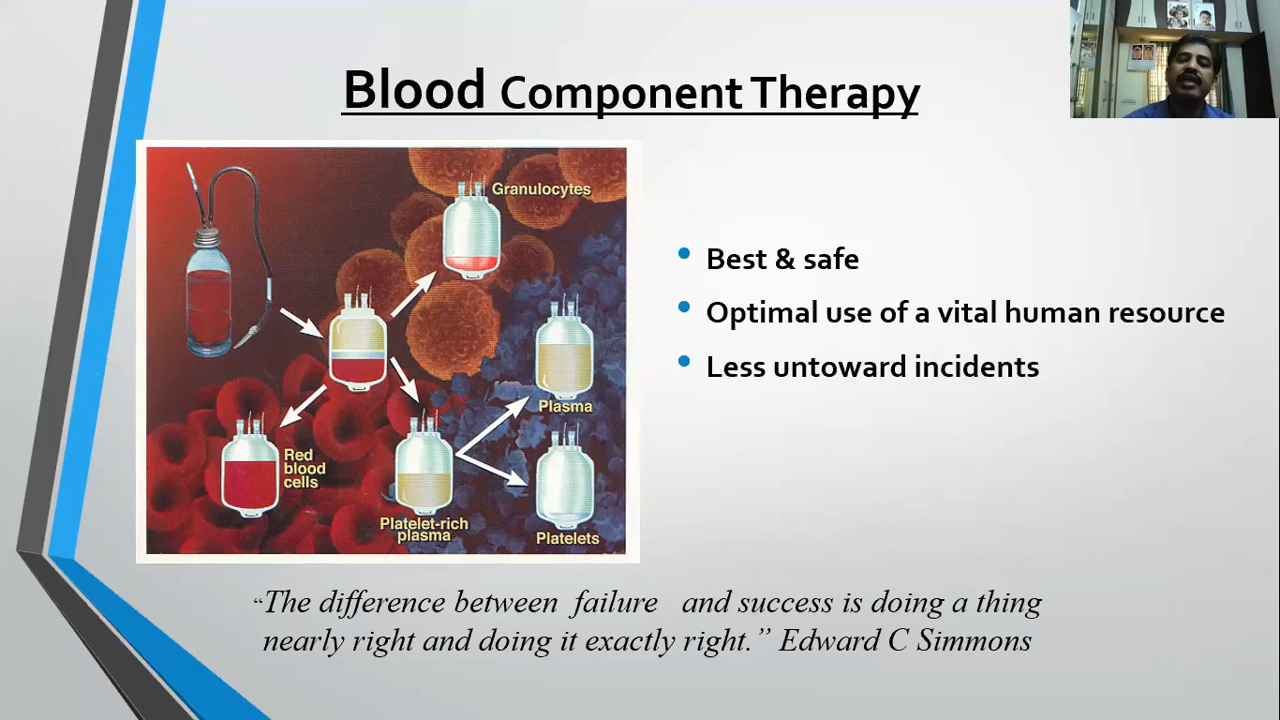 Blood Component Therapy
Granulocytes
Plasma
Red
blood
cells
Platelet-rich
plasma
Platelets
• Best & safe
• Optimal use of a vital human resource
• Less untoward incidents
“The difference between failure and success is doing a thing
nearly right and doing it exactly right.” Edward C Simmons